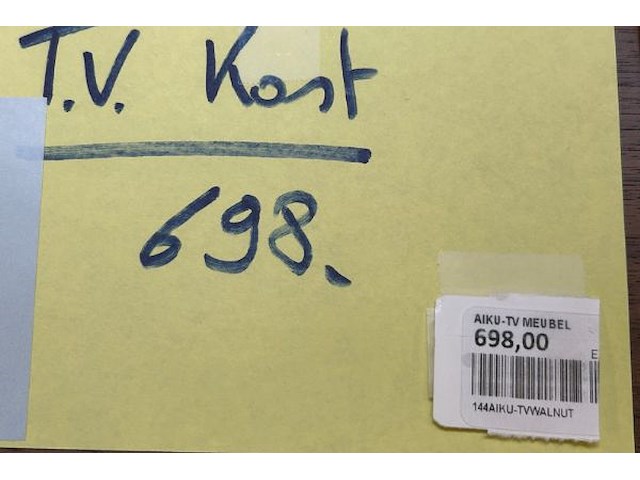 T.V. Kast
698.
AIKU-TV MEUBEL
698,00
E
144AIKU-TVWALNUT